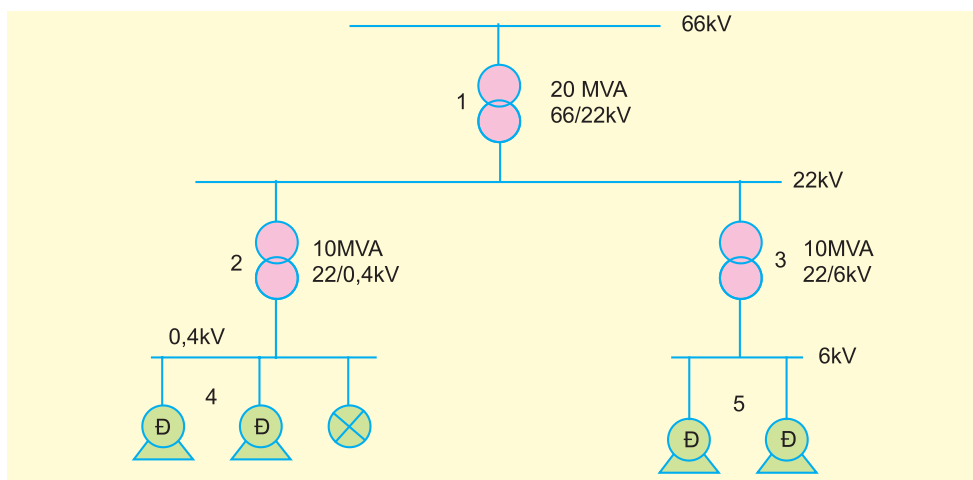 66kV
1
20 MVA
66/22kV
22kV
2
10MVA
22/0,4kV
3
10MVA
22/6kV
0,4kV
6kV
4
5
Đ
Đ
Đ
Đ